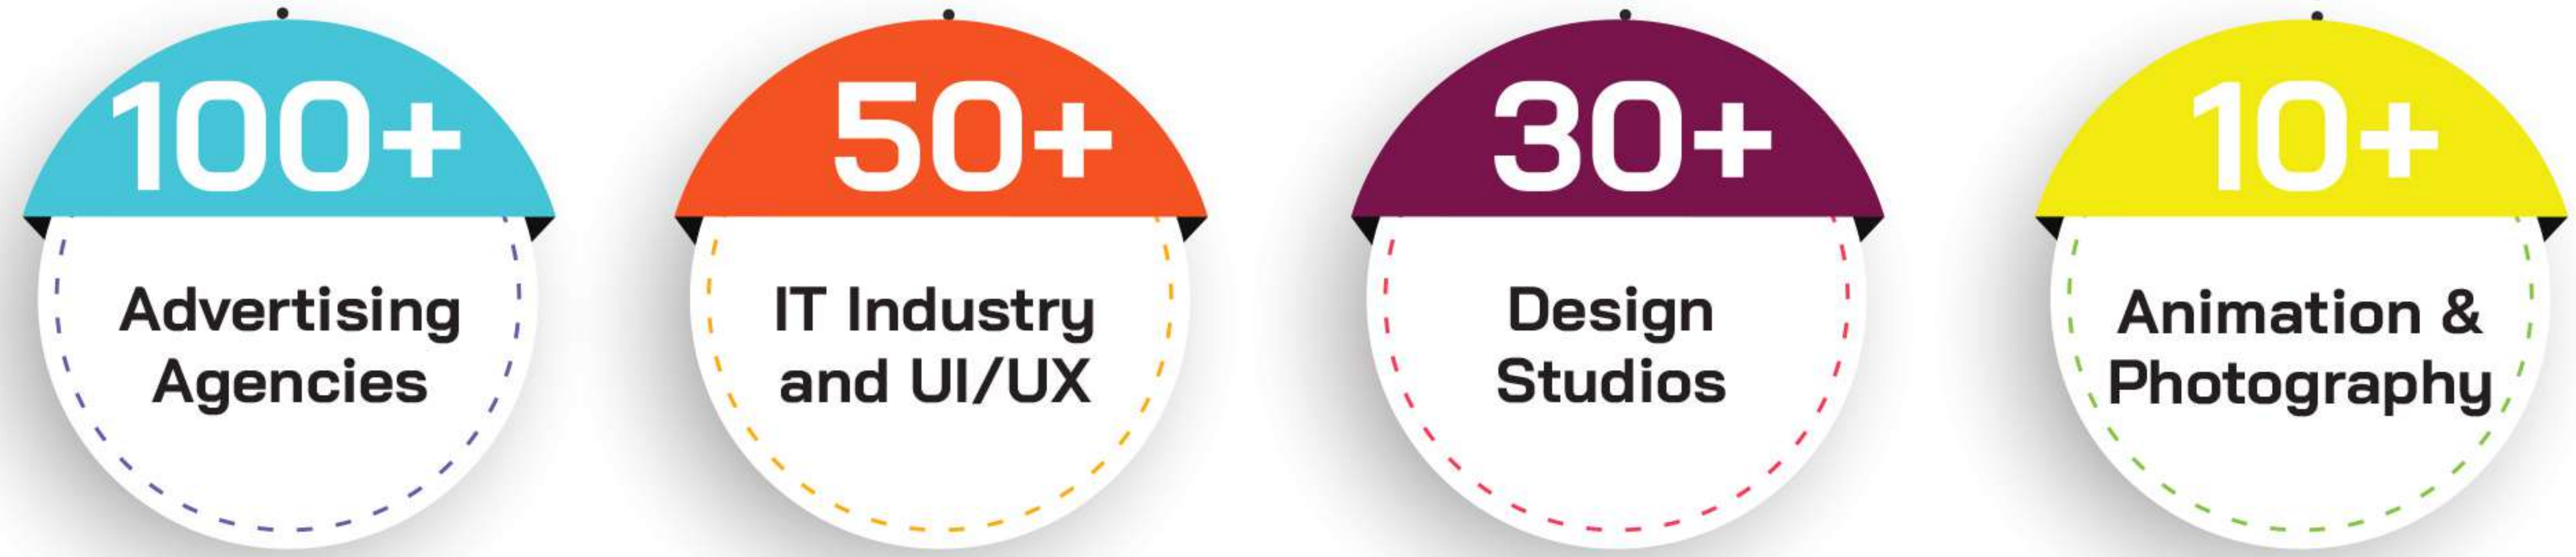 100+
Advertising
Agencies
50+
IT Industry
and UI/UX
30+
Design
Studios
10+
Animation &
Photography